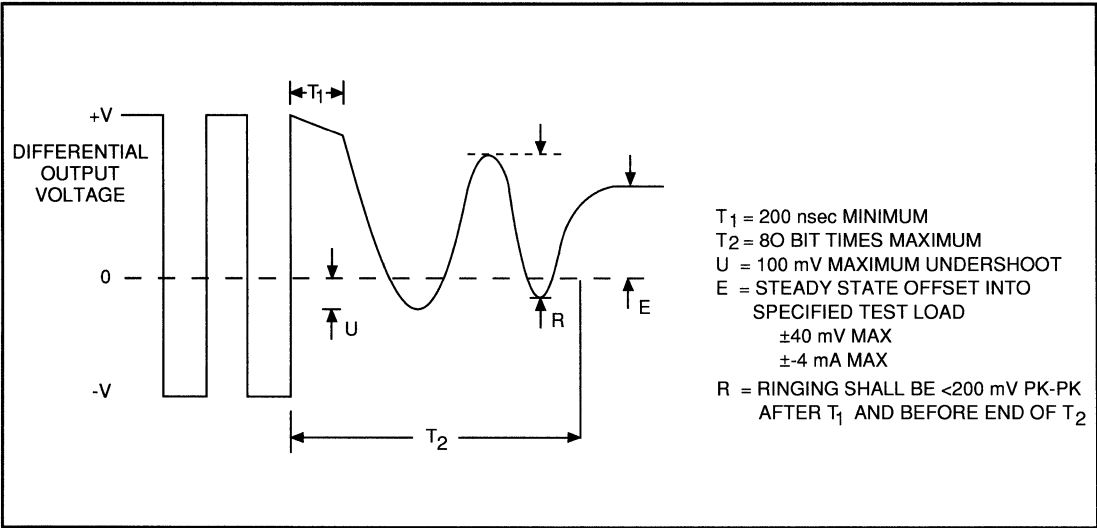 T1
+V
DIFFERENTIAL
OUTPUT
VOLTAGE
0
U
R
E
-V
T2
T1 = 200 nsec MINIMUM
T2 = 8O BIT TIMES MAXIMUM
U = 100 mV MAXIMUM UNDERSHOOT
E = STEADY STATE OFFSET INTO
SPECIFIED TEST LOAD
±40 mV MAX
±-4 mA MAX
R = RINGING SHALL BE <200 mV PK-PK
AFTER T1 AND BEFORE END OF T2